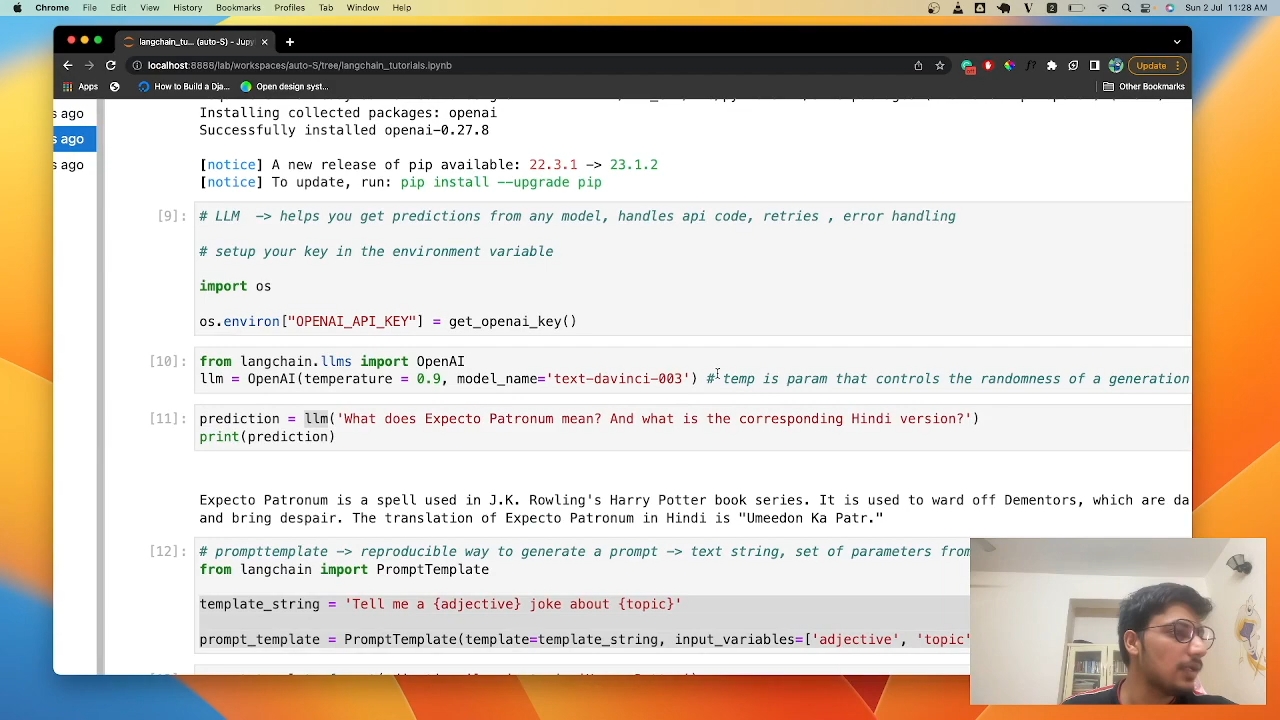 Chrome File Edit View History Bookmarks Profiles Tab Window Help
Sun 2 Jul 11:28 AM
langchain_tu... (auto-S) - Jupyt
localhost:8888/lab/workspaces/auto-S/tree/langchain_tutorials.ipynb
Update
Apps
How to Build a Dja...
Open design syst...
Other Bookmarks
s ago
s ago
s ago
Installing collected packages: openai
Successfully installed openai-0.27.8
[notice] A new release of pip available: 22.3.1 -> 23.1.2
[notice] To update, run: pip install --upgrade pip
[9]: # LLM -> helps you get predictions from any model, handles api code, retries , error handling
# setup your key in the environment variable
import os
os.environ["OPENAI_API_KEY"] = get_openai_key()
[10]: from langchain.llms import OpenAI
llm = OpenAI(temperature = 0.9, model_name='text-davinci-003') # temp is param that controls the randomness of a generation
[11]: prediction = llm('What does Expecto Patronum mean? And what is the corresponding Hindi version?')
print(prediction)
Expecto Patronum is a spell used in J.K. Rowling's Harry Potter book series. It is used to ward off Dementors, which are da
and bring despair. The translation of Expecto Patronum in Hindi is "Umeedon Ka Patr."
[12]: # prompttemplate -> reproducible way to generate a prompt -> text string, set of parameters from
from langchain import PromptTemplate
template_string = 'Tell me a {adjective} joke about {topic}'
prompt_template = PromptTemplate(template=template_string, input_variables=['adjective', 'topic'